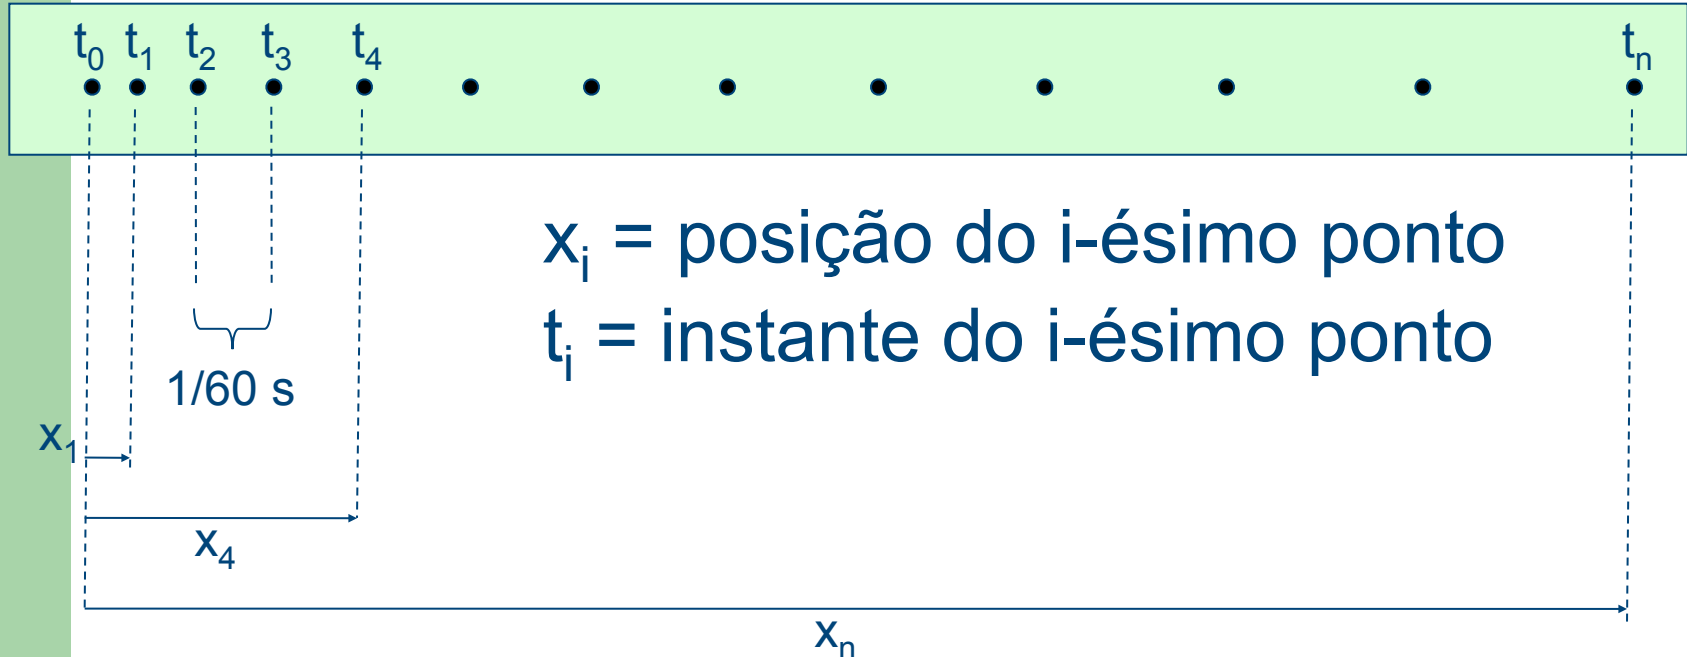 t₀ t₁ t₂ t₃ t₄ tₙ
xᵢ = posição do i-ésimo ponto
tᵢ = instante do i-ésimo ponto
1/60 s
x₁
x₄
xₙ